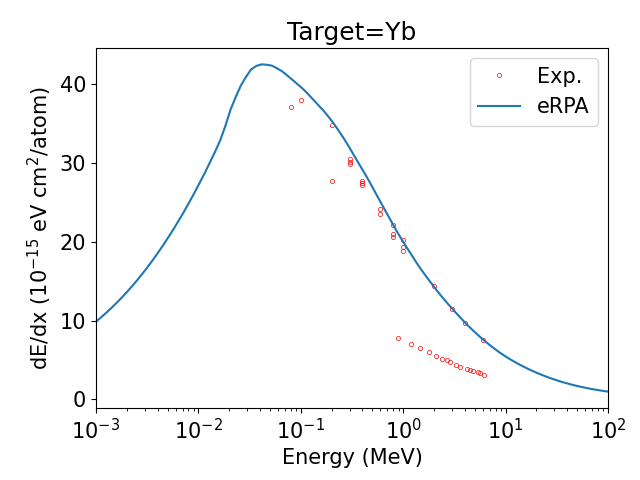 Target=Yb
dE/dx (10⁻¹⁵ eV cm²/atom)
40
30
20
10
0
Exp.
eRPA
10⁻³ 10⁻² 10⁻¹ 10⁰ 10¹ 10²
Energy (MeV)